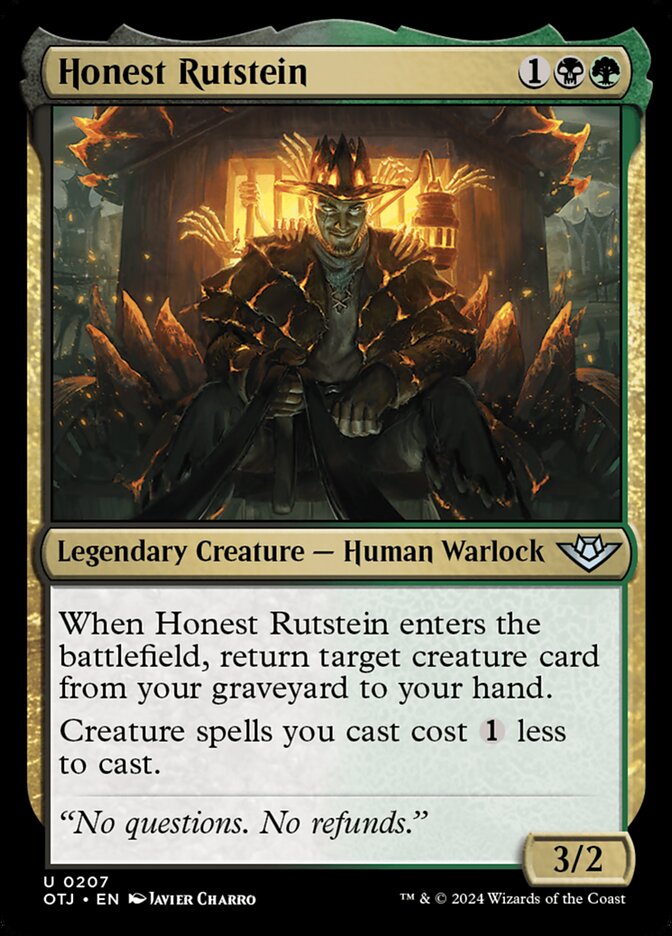 Honest Rutstein 1
Legendary Creature — Human Warlock
When Honest Rutstein enters the
battlefield, return target creature card
from your graveyard to your hand.
Creature spells you cast cost 1 less
to cast.
“No questions. No refunds.”
3/2
U 0207
OTJ • EN Javier Charro
™ & © 2024 Wizards of the Coast